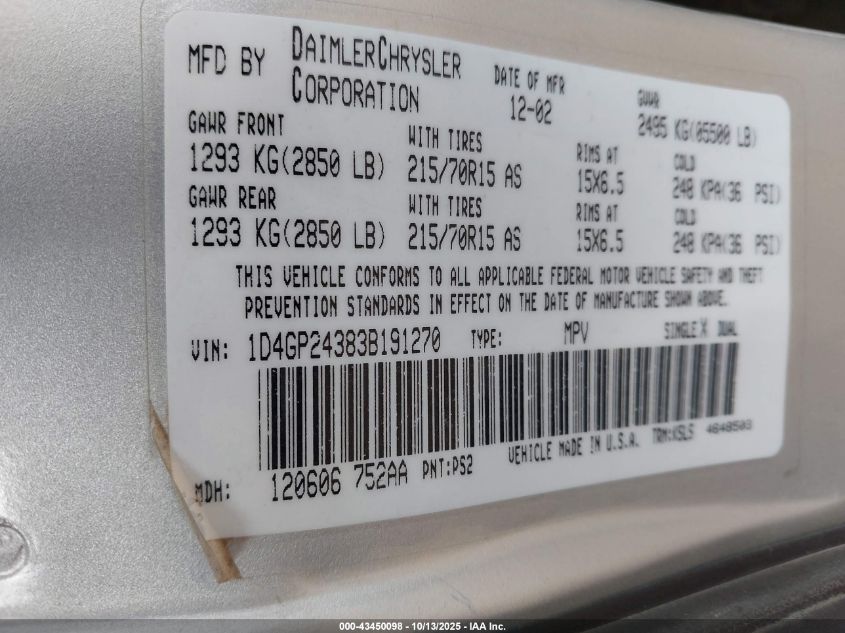 MFD BY DAIMLERCHRYSLER CORPORATION DATE OF MFR 12-02 GVWR 2495 KG(05500 LB)
GAWR FRONT WITH TIRES RIMS AT COLD
1293 KG(2850 LB) 215/70R15 AS 15X6.5 248 KPA(36 PSI)
GAWR REAR WITH TIRES RIMS AT COLD
1293 KG(2850 LB) 215/70R15 AS 15X6.5 248 KPA(36 PSI)
THIS VEHICLE CONFORMS TO ALL APPLICABLE FEDERAL MOTOR VEHICLE SAFETY AND THEFT
PREVENTION STANDARDS IN EFFECT ON THE DATE OF MANUFACTURE SHOWN ABOVE.
VIN: 1D4GP24383B191270 TYPE: MPV SINGLE X DUAL
MDH: 120606 752AA PNT:PS2 VEHICLE MADE IN U.S.A. TRM:K5L5 4648503
000-43450098 - 10/13/2025 - IAA Inc.